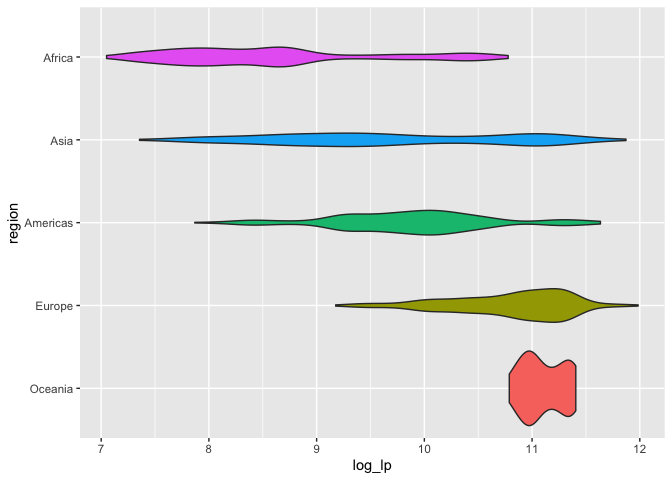 Africa
Asia
Americas
Europe
Oceania
region
7 8 9 10 11 12
log_lp